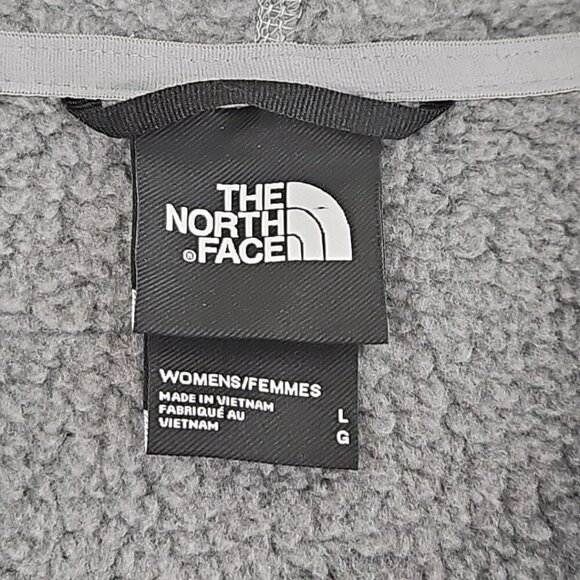 THE
NORTH
® FACE
WOMENS/FEMMES
MADE IN VIETNAM
FABRIQUÉ AU
VIETNAM
L
G